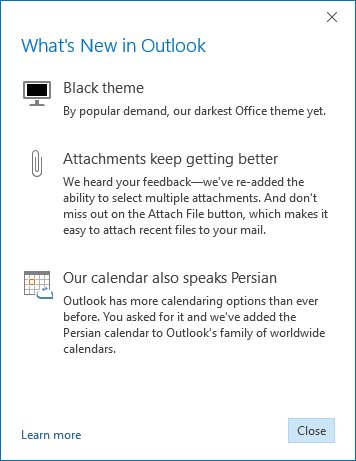 What's New in Outlook
Black theme
By popular demand, our darkest Office theme yet.
Attachments keep getting better
We heard your feedback—we've re-added the
ability to select multiple attachments. And don't
miss out on the Attach File button, which makes it
easy to attach recent files to your mail.
Our calendar also speaks Persian
Outlook has more calendaring options than ever
before. You asked for it and we've added the
Persian calendar to Outlook's family of worldwide
calendars.
Learn more
Close